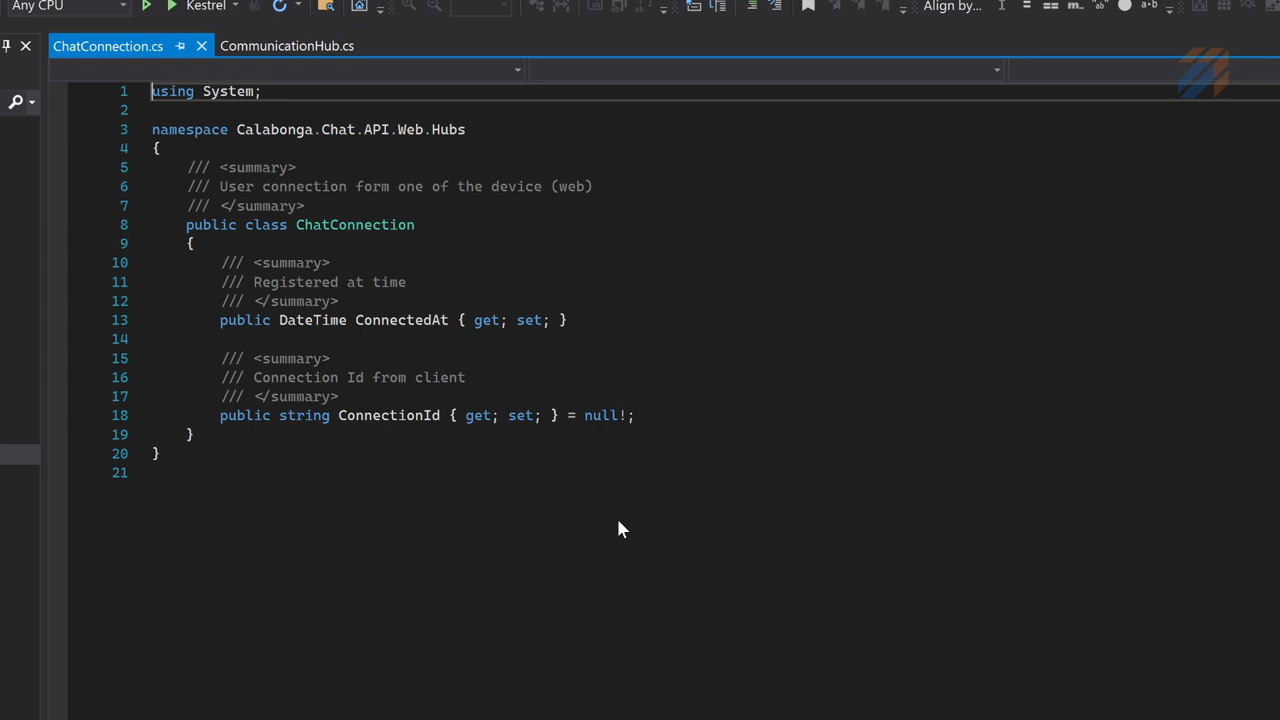 Any CPU Kestrel Align by...
ChatConnection.cs CommunicationHub.cs
1 using System;
2
3 namespace Calabonga.Chat.API.Web.Hubs
4 {
5 /// <summary>
6 /// User connection form one of the device (web)
7 /// </summary>
8 public class ChatConnection
9 {
10 /// <summary>
11 /// Registered at time
12 /// </summary>
13 public DateTime ConnectedAt { get; set; }
14
15 /// <summary>
16 /// Connection Id from client
17 /// </summary>
18 public string ConnectionId { get; set; } = null!;
19 }
20 }
21